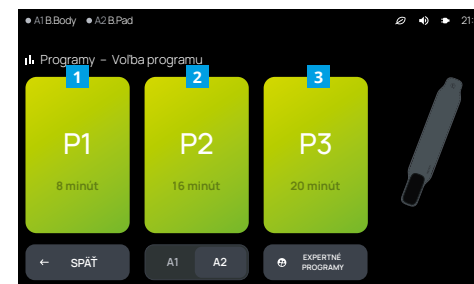 A1 B.Body A2 B.Pad 21:
Programy – Voľba programu
1 2 3
P1 P2 P3
8 minút 16 minút 20 minút
← SPÄŤ A1 A2 EXPERTNÉ
PROGRAMY